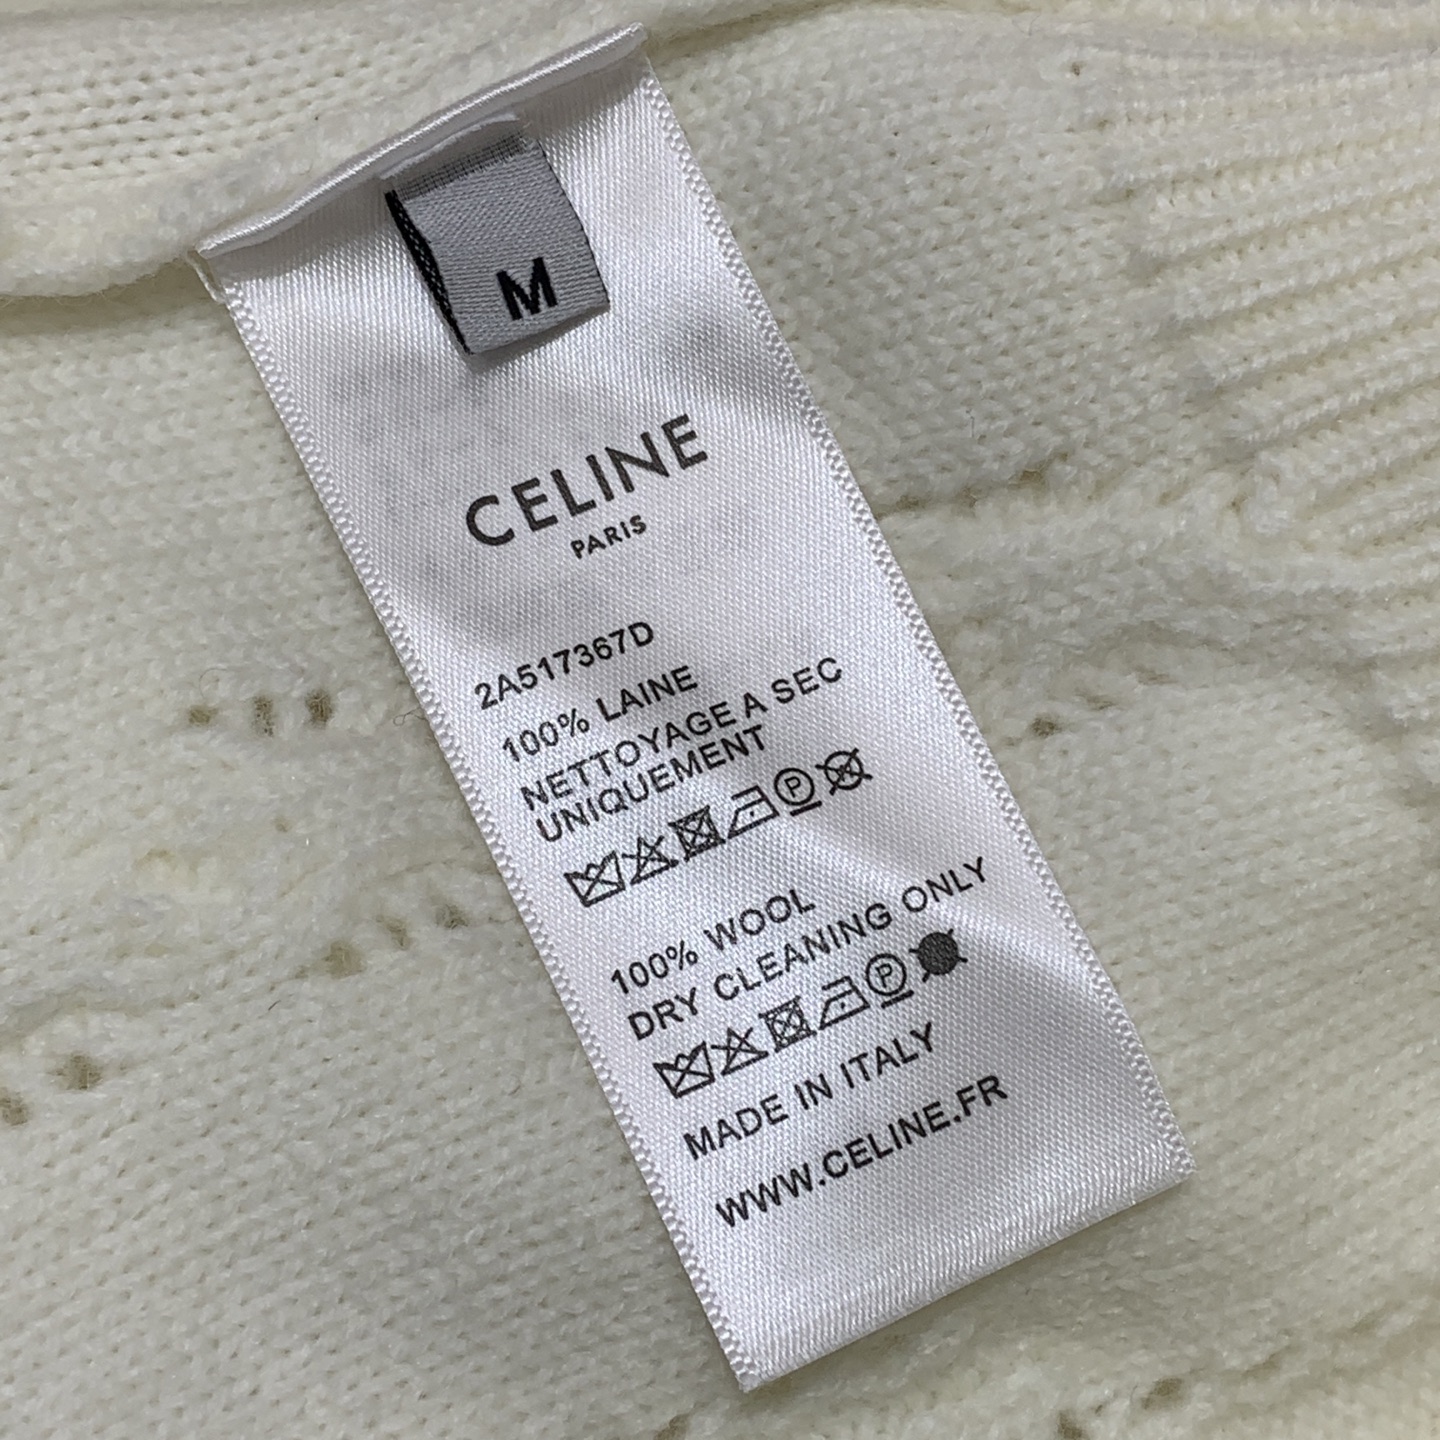 M
CELINE
PARIS
2A517367D
100% LAINE
NETTOYAGE A SEC
UNIQUEMENT
P
100% WOOL
DRY CLEANING ONLY
P
MADE IN ITALY
WWW.CELINE.FR